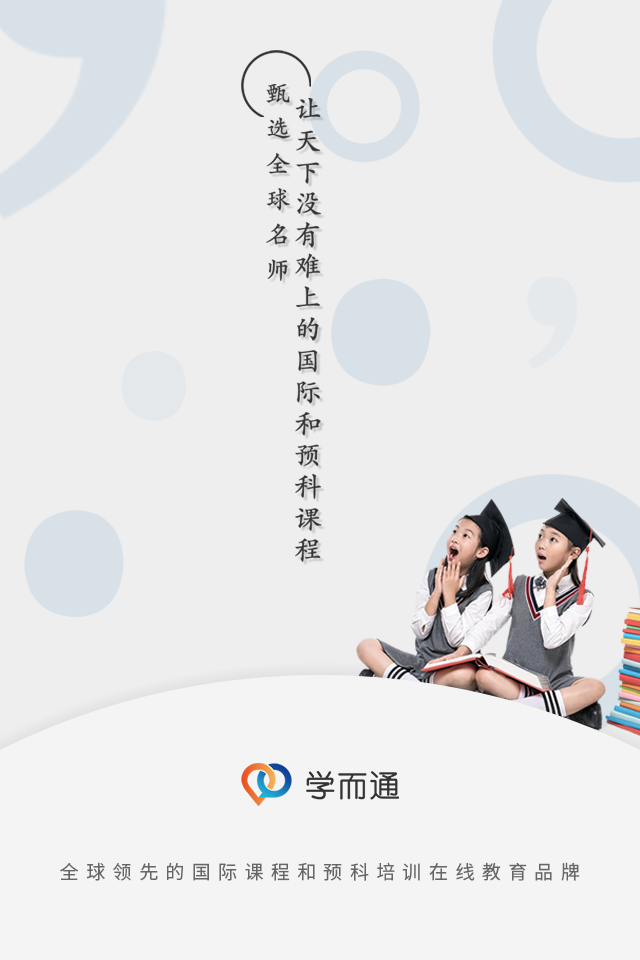 让天下没有难上的国际和预科课程
甄选全球名师
学而通
全球领先的国际课程和预科培训在线教育品牌